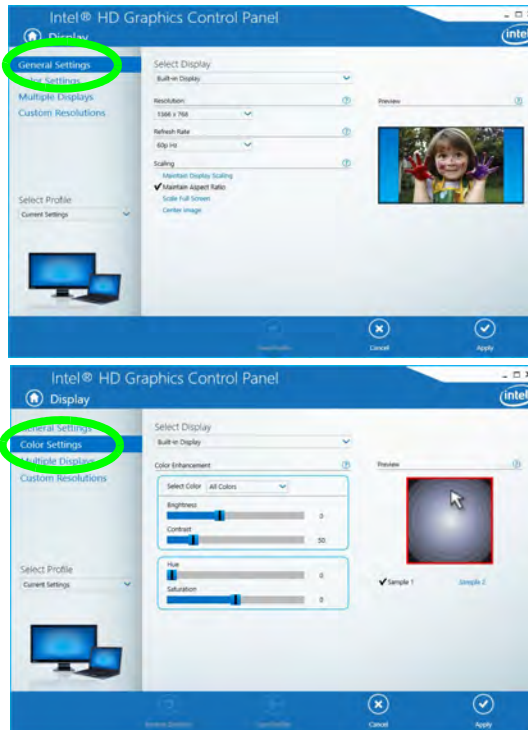 Intel® HD Graphics Control Panel
Display
intel
General Settings
Color Settings
Multiple Displays
Custom Resolutions
Select Profile
Current Settings
Select Display
Built-in Display
Resolution
1366 x 768
Refresh Rate
60p Hz
Scaling
Maintain Display Scaling
Maintain Aspect Ratio
Scale Full Screen
Center Image
Preview
Cancel
Apply
Intel® HD Graphics Control Panel
Display
intel
General Settings
Color Settings
Multiple Displays
Custom Resolutions
Select Profile
Current Settings
Select Display
Built-in Display
Color Enhancement
Select Color All Colors
Brightness
0
Contrast
50
Hue
0
Saturation
0
Preview
Sample 1 Sample 2
Cancel
Apply